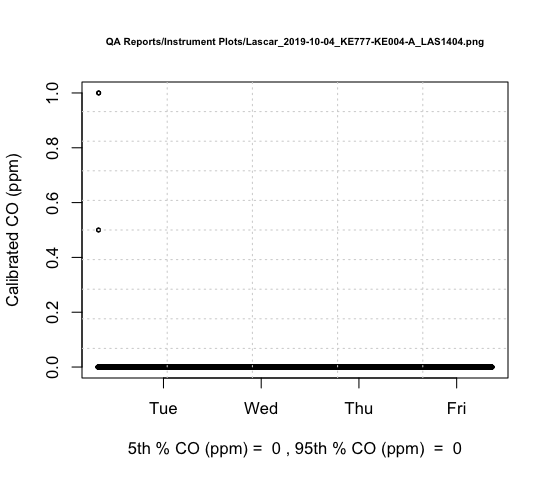 QA Reports/Instrument Plots/Lascar_2019-10-04_KE777-KE004-A_LAS1404.png
1.0
0.8
0.6
0.4
0.2
0.0
Calibrated CO (ppm)
Tue Wed Thu Fri
5th % CO (ppm) = 0 , 95th % CO (ppm) = 0